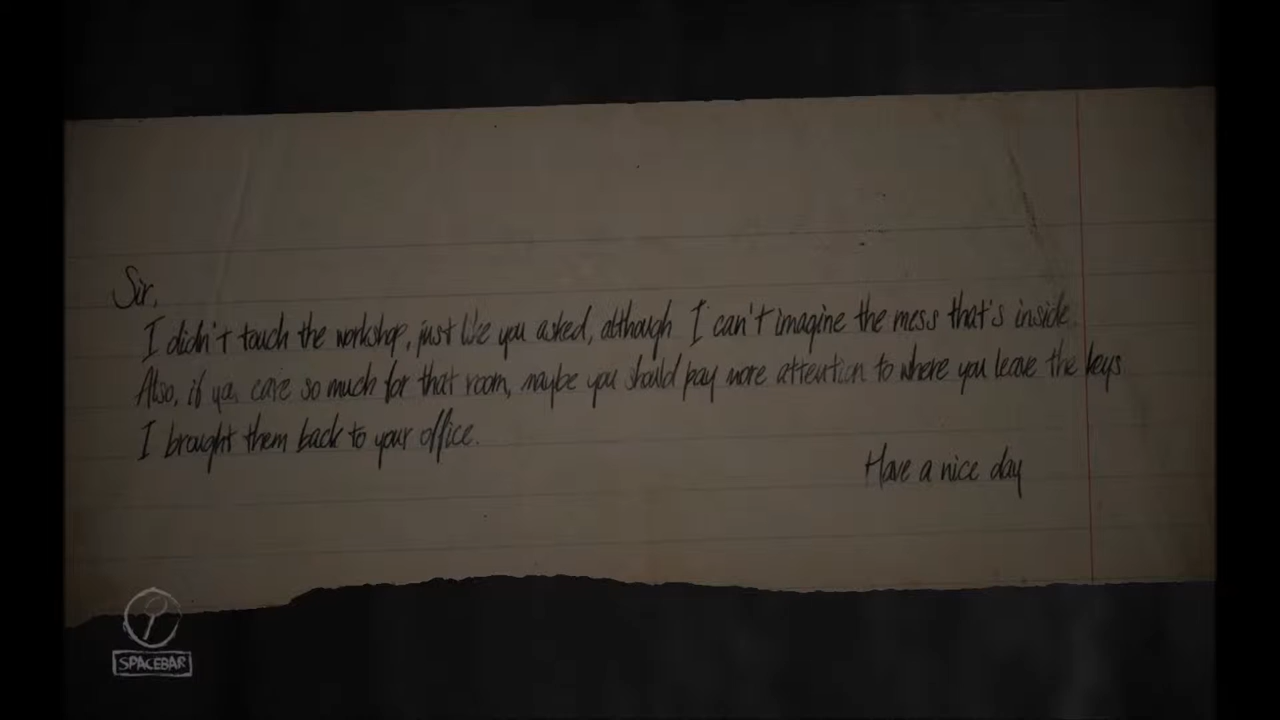 Sir,
I didn't touch the workshop, just like you asked, although I can't imagine the mess that's inside.
Also, if you care so much for that room, maybe you should pay more attention to where you leave the keys
I brought them back to your office.
Have a nice day
SPACEBAR